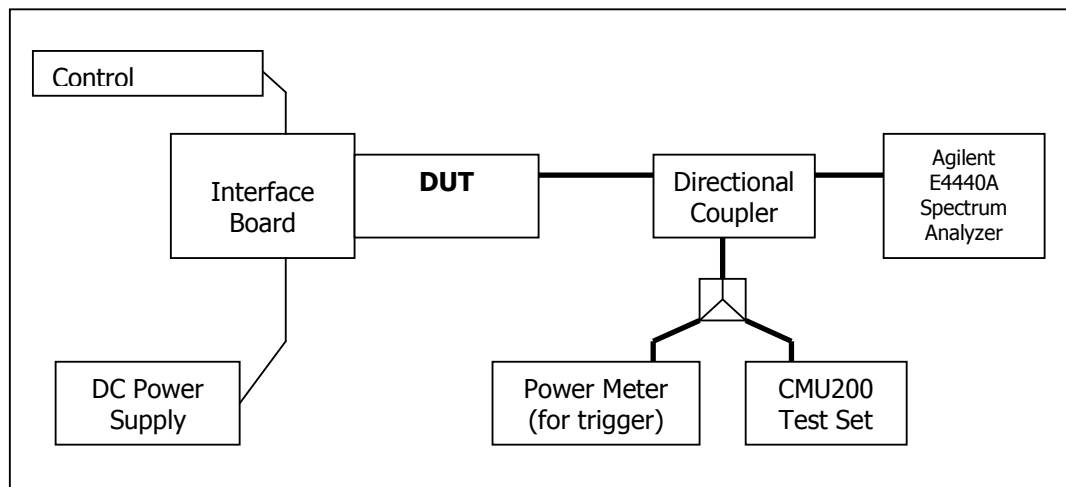 Control
Interface
Board
DUT
Directional
Coupler
Agilent
E4440A
Spectrum
Analyzer
DC Power
Supply
Power Meter
(for trigger)
CMU200
Test Set